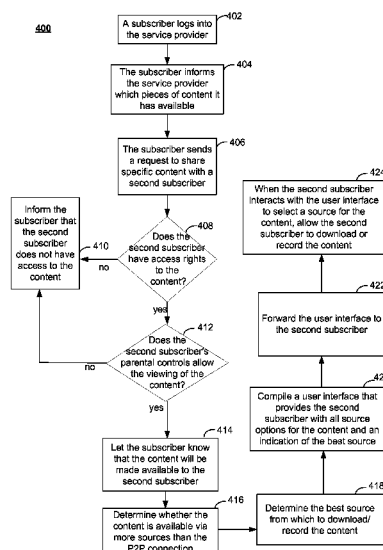 400
402
A subscriber logs into
the service provider
404
The subscriber informs
the service provider
which pieces of content it
has available
406
The subscriber sends
a request to share
specific content with a
second subscriber
408
Does the
second subscriber
have access rights
to the
content?
no
410
Inform the
subscriber that
the second
subscriber
does not have
access to the
content
yes
412
Does the
second subscriber's
parental controls allow
the viewing of the
content?
no
yes
414
Let the subscriber know
that the content will be
made available to the
second subscriber
416
Determine whether the
content is available via
more sources than the
P2P connection
418
Determine the best
source from which to
download/
record the content
42
Compile a user interface that
provides the second
subscriber with all source
options for the content and an
indication of the best source
422
Forward the user interface to
the second subscriber
424
When the second subscriber
interacts with the user interface
to select a source for the
content, allow the second
subscriber to download or
record the content